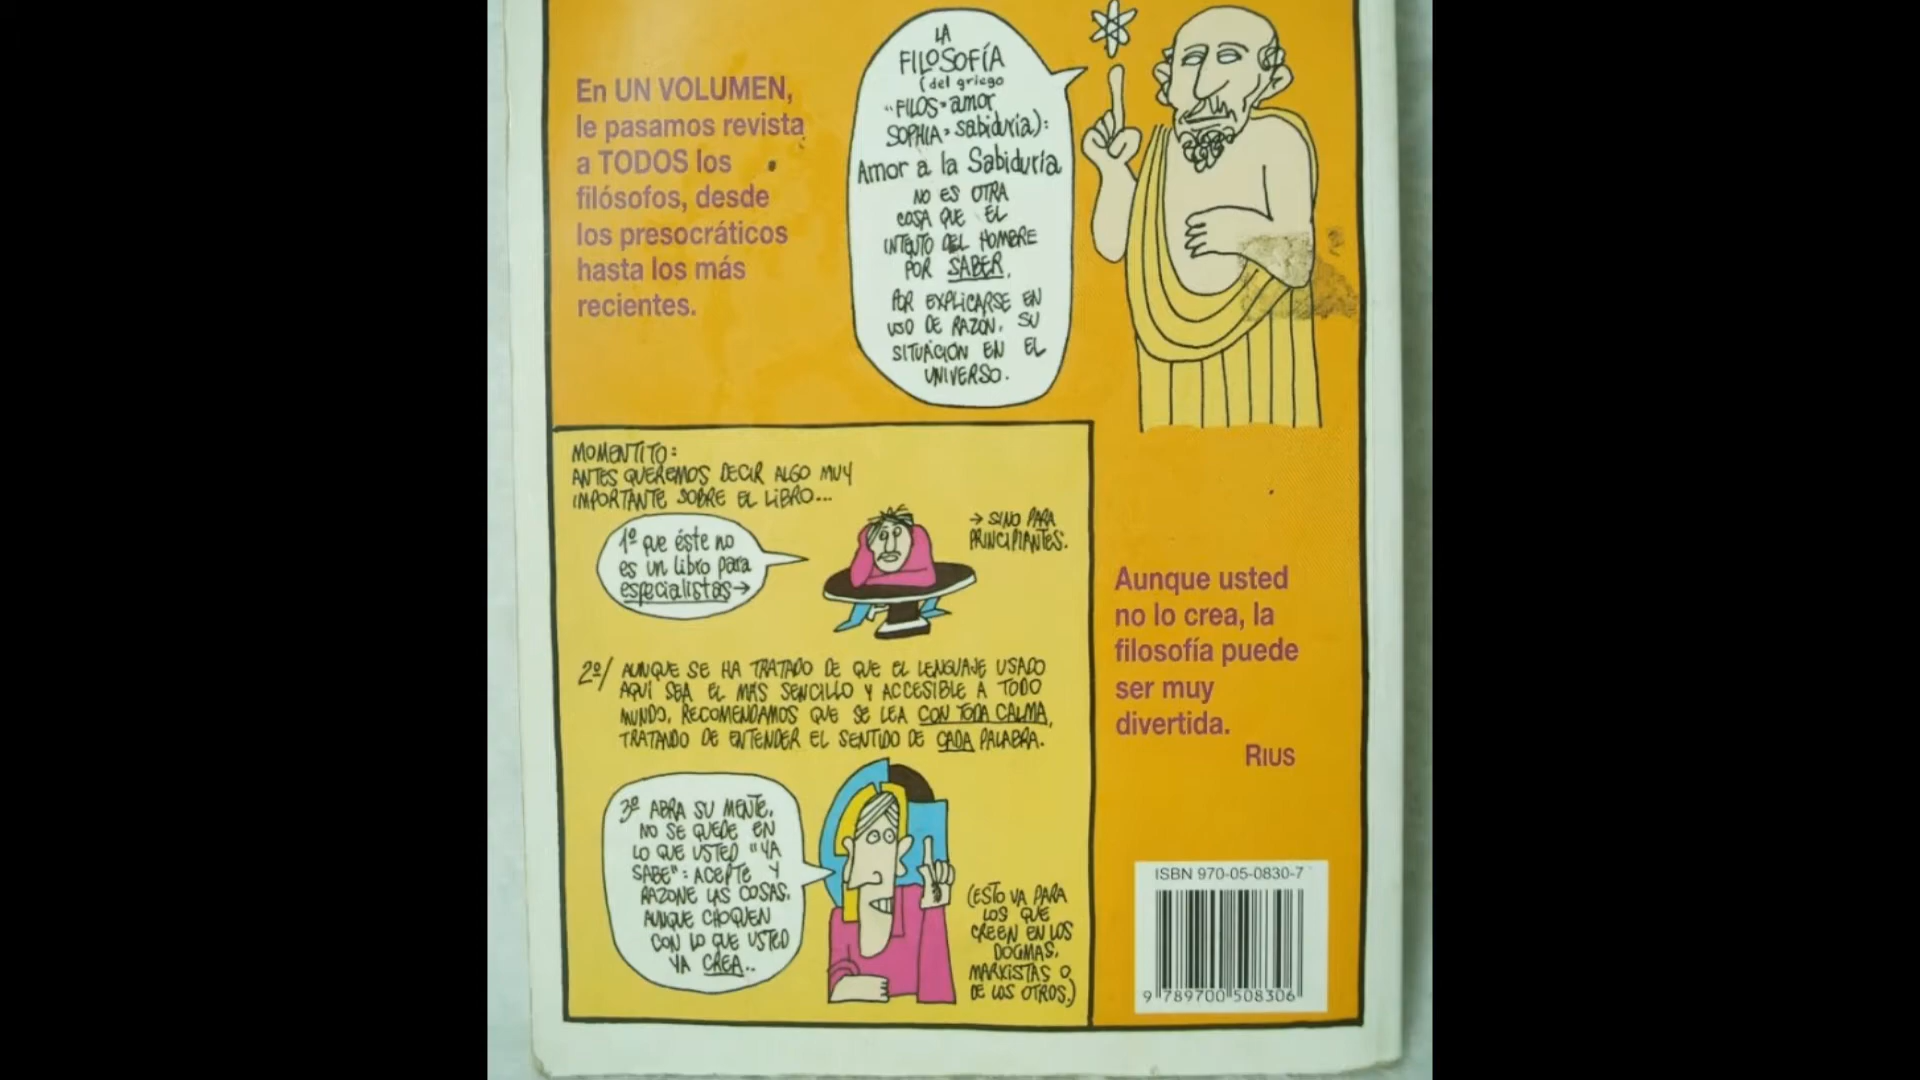 En UN VOLUMEN,
le pasamos revista
a TODOS los
filósofos, desde
los presocráticos
hasta los más
recientes.
LA
FILOSOFÍA
(del griego
"FILOS=amor
SOPHIA=sabiduría):
Amor a la Sabiduría
NO ES OTRA
COSA QUE EL
INTENTO DEL HOMBRE
POR SABER,
POR EXPLICARSE EN
USO DE RAZÓN, SU
SITUACIÓN EN EL
UNIVERSO.
MOMENTITO:
ANTES QUEREMOS DECIR ALGO MUY
IMPORTANTE SOBRE EL LIBRO...
1º que éste no
es un libro para
especialistas→
→ SINO PARA
PRINCIPIANTES.
2º/ AUNQUE SE HA TRATADO DE QUE EL LENGUAJE USADO
AQUÍ SEA EL MÁS SENCILLO Y ACCESIBLE A TODO
MUNDO, RECOMENDAMOS QUE SE LEA CON TODA CALMA,
TRATANDO DE ENTENDER EL SENTIDO DE CADA PALABRA.
3º ABRA SU MENTE,
NO SE QUEDE EN
LO QUE USTED "YA
SABE": ACEPTE Y
RAZONE LAS COSAS,
AUNQUE CHOQUEN
CON LO QUE USTED
YA CREA..
(ESTO VA PARA
LOS QUE
CREEN EN LOS
DOGMAS,
MARXISTAS O
DE LOS OTROS.)
Aunque usted
no lo crea, la
filosofía puede
ser muy
divertida.
RIUS
ISBN 970-05-0830-7
9 789700 508306